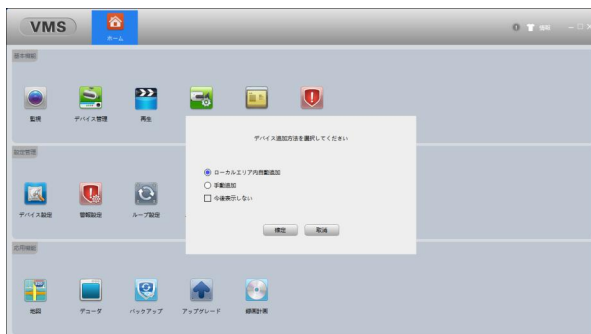 VMS
ホーム
基本機能
監視
デバイス管理
再生
デバイス追加方法を選択してください
ローカルエリア内自動追加
手動追加
今後表示しない
確定
取消
設定管理
デバイス設定
警報設定
ループ設定
応用機能
地図
デコーダ
バックアップ
アップグレード
録画計画